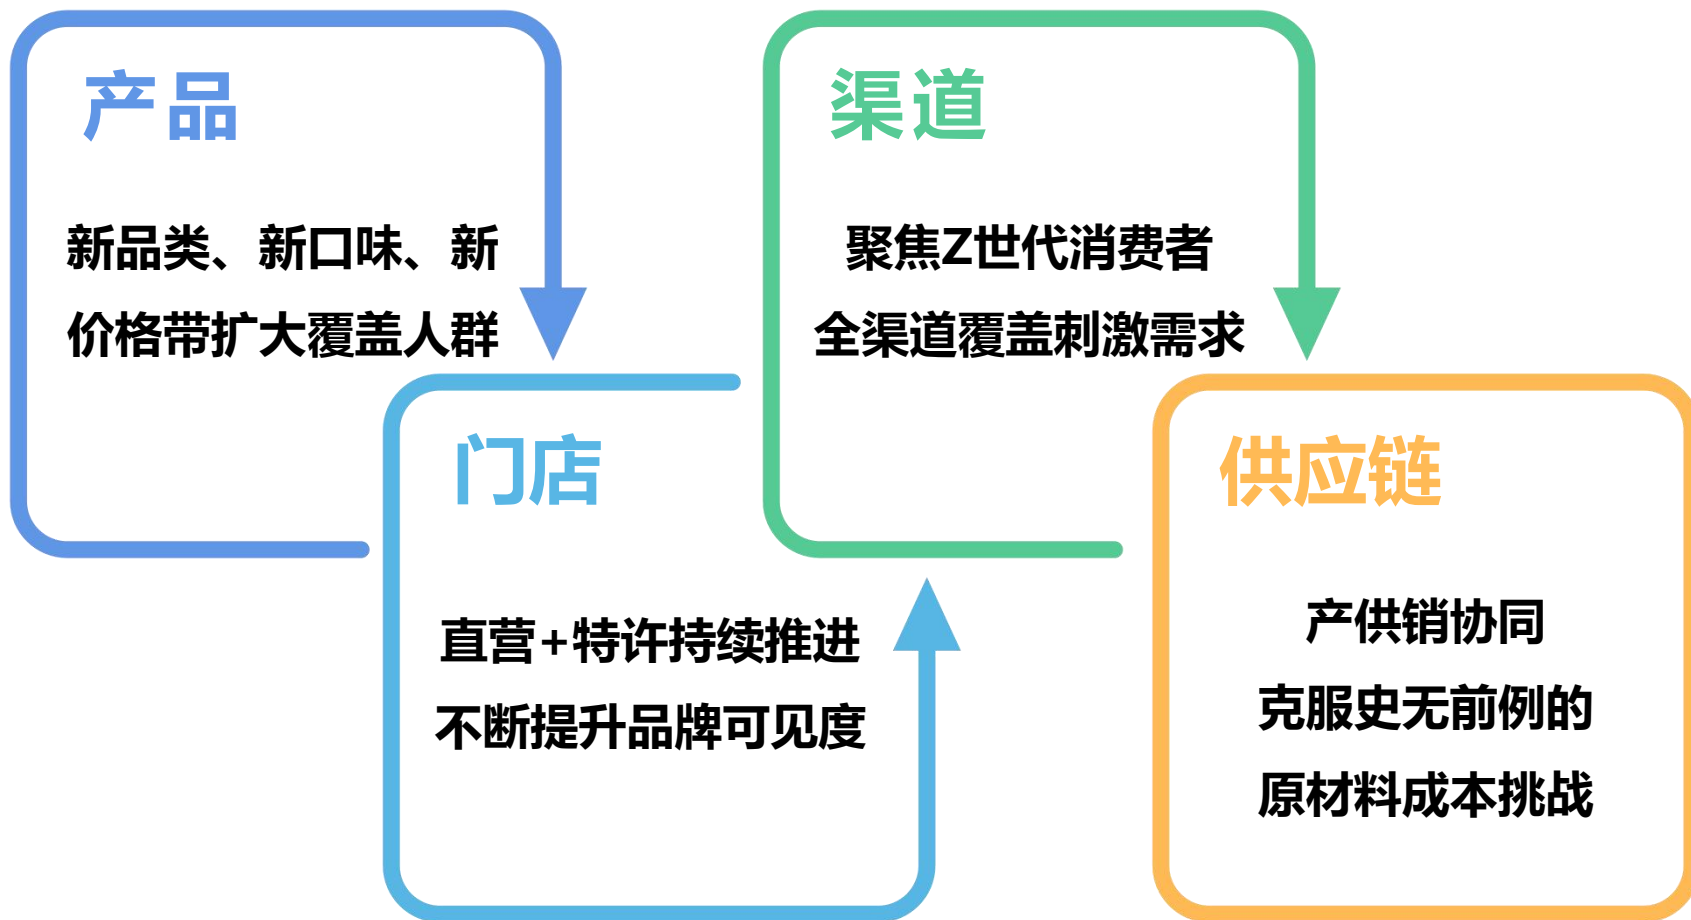 产品
新品类、新口味、新
价格带扩大覆盖人群
门店
直营+特许持续推进
不断提升品牌可见度
渠道
聚焦Z世代消费者
全渠道覆盖刺激需求
供应链
产供销协同
克服史无前例的
原材料成本挑战